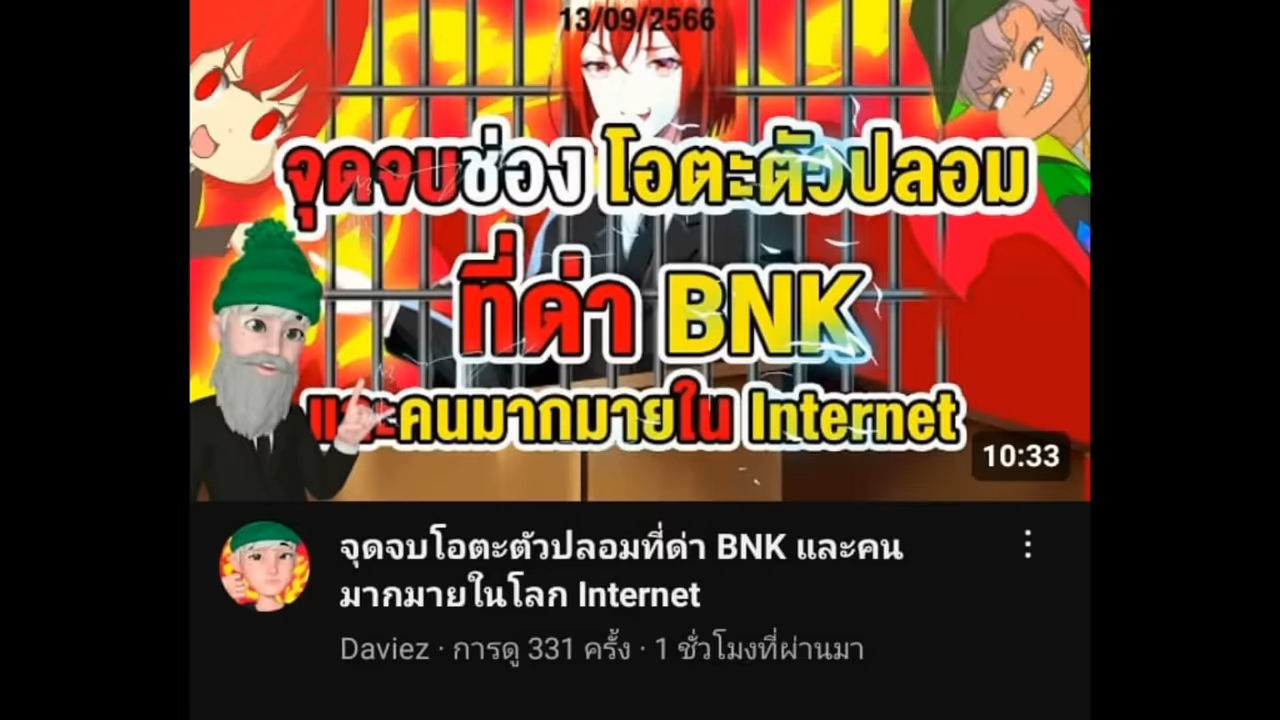 13/09/2566
จุดจบช่อง โอตะตัวปลอม
ที่ด่า BNK
และคนมากมายใน Internet
10:33
จุดจบโอตะตัวปลอมที่ด่า BNK และคน
มากมายในโลก Internet
Daviez · การดู 331 ครั้ง · 1 ชั่วโมงที่ผ่านมา